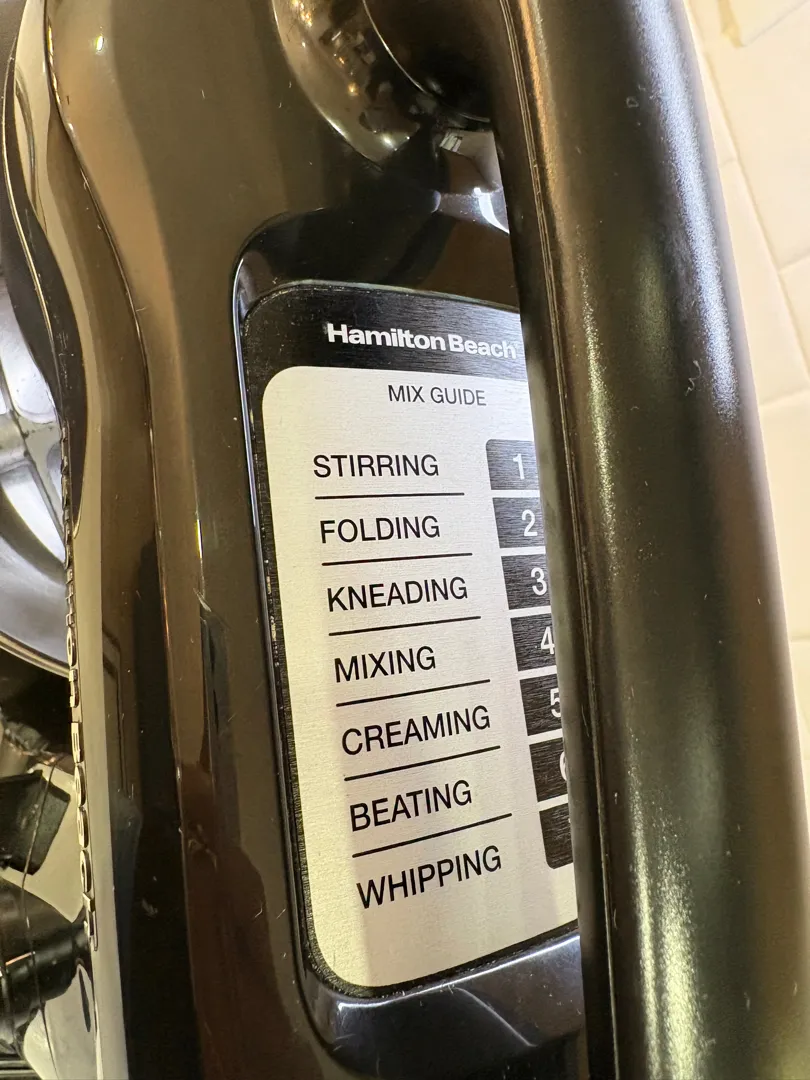 Hamilton Beach
MIX GUIDE
STIRRING 1
FOLDING 2
KNEADING 3
MIXING 4
CREAMING 5
BEATING
WHIPPING